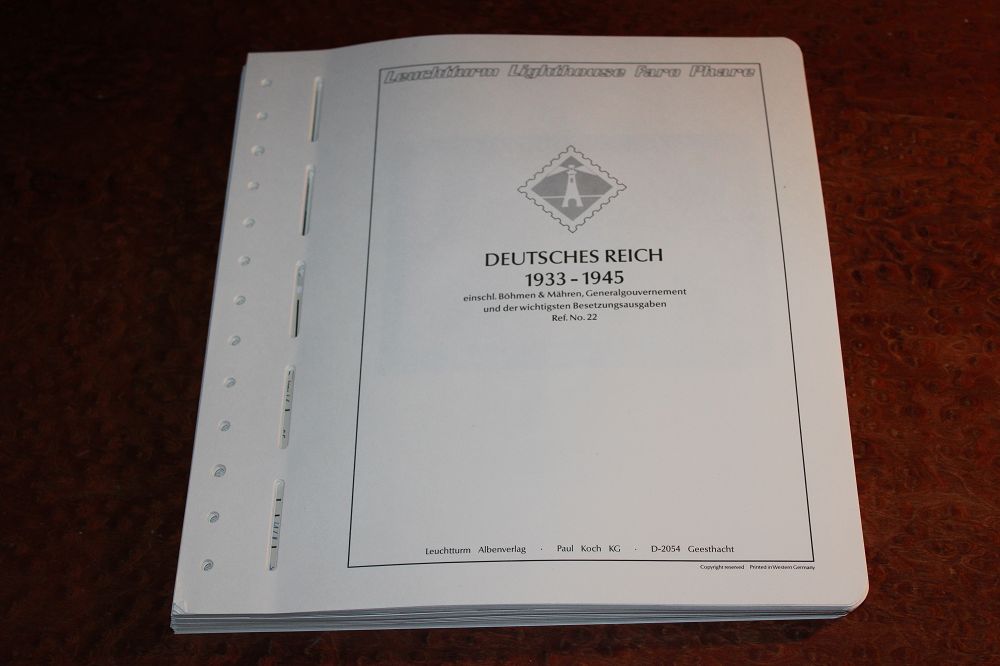 Leuchtturm Lighthouse Faro Phare
DEUTSCHES REICH
1933 - 1945
einschl. Böhmen & Mähren, Generalgouvernement
und der wichtigsten Besetzungsausgaben
Ref. No. 22
Leuchtturm Albenverlag · Paul Koch KG · D-2054 Geesthacht
Copyright reserved Printed in Western Germany